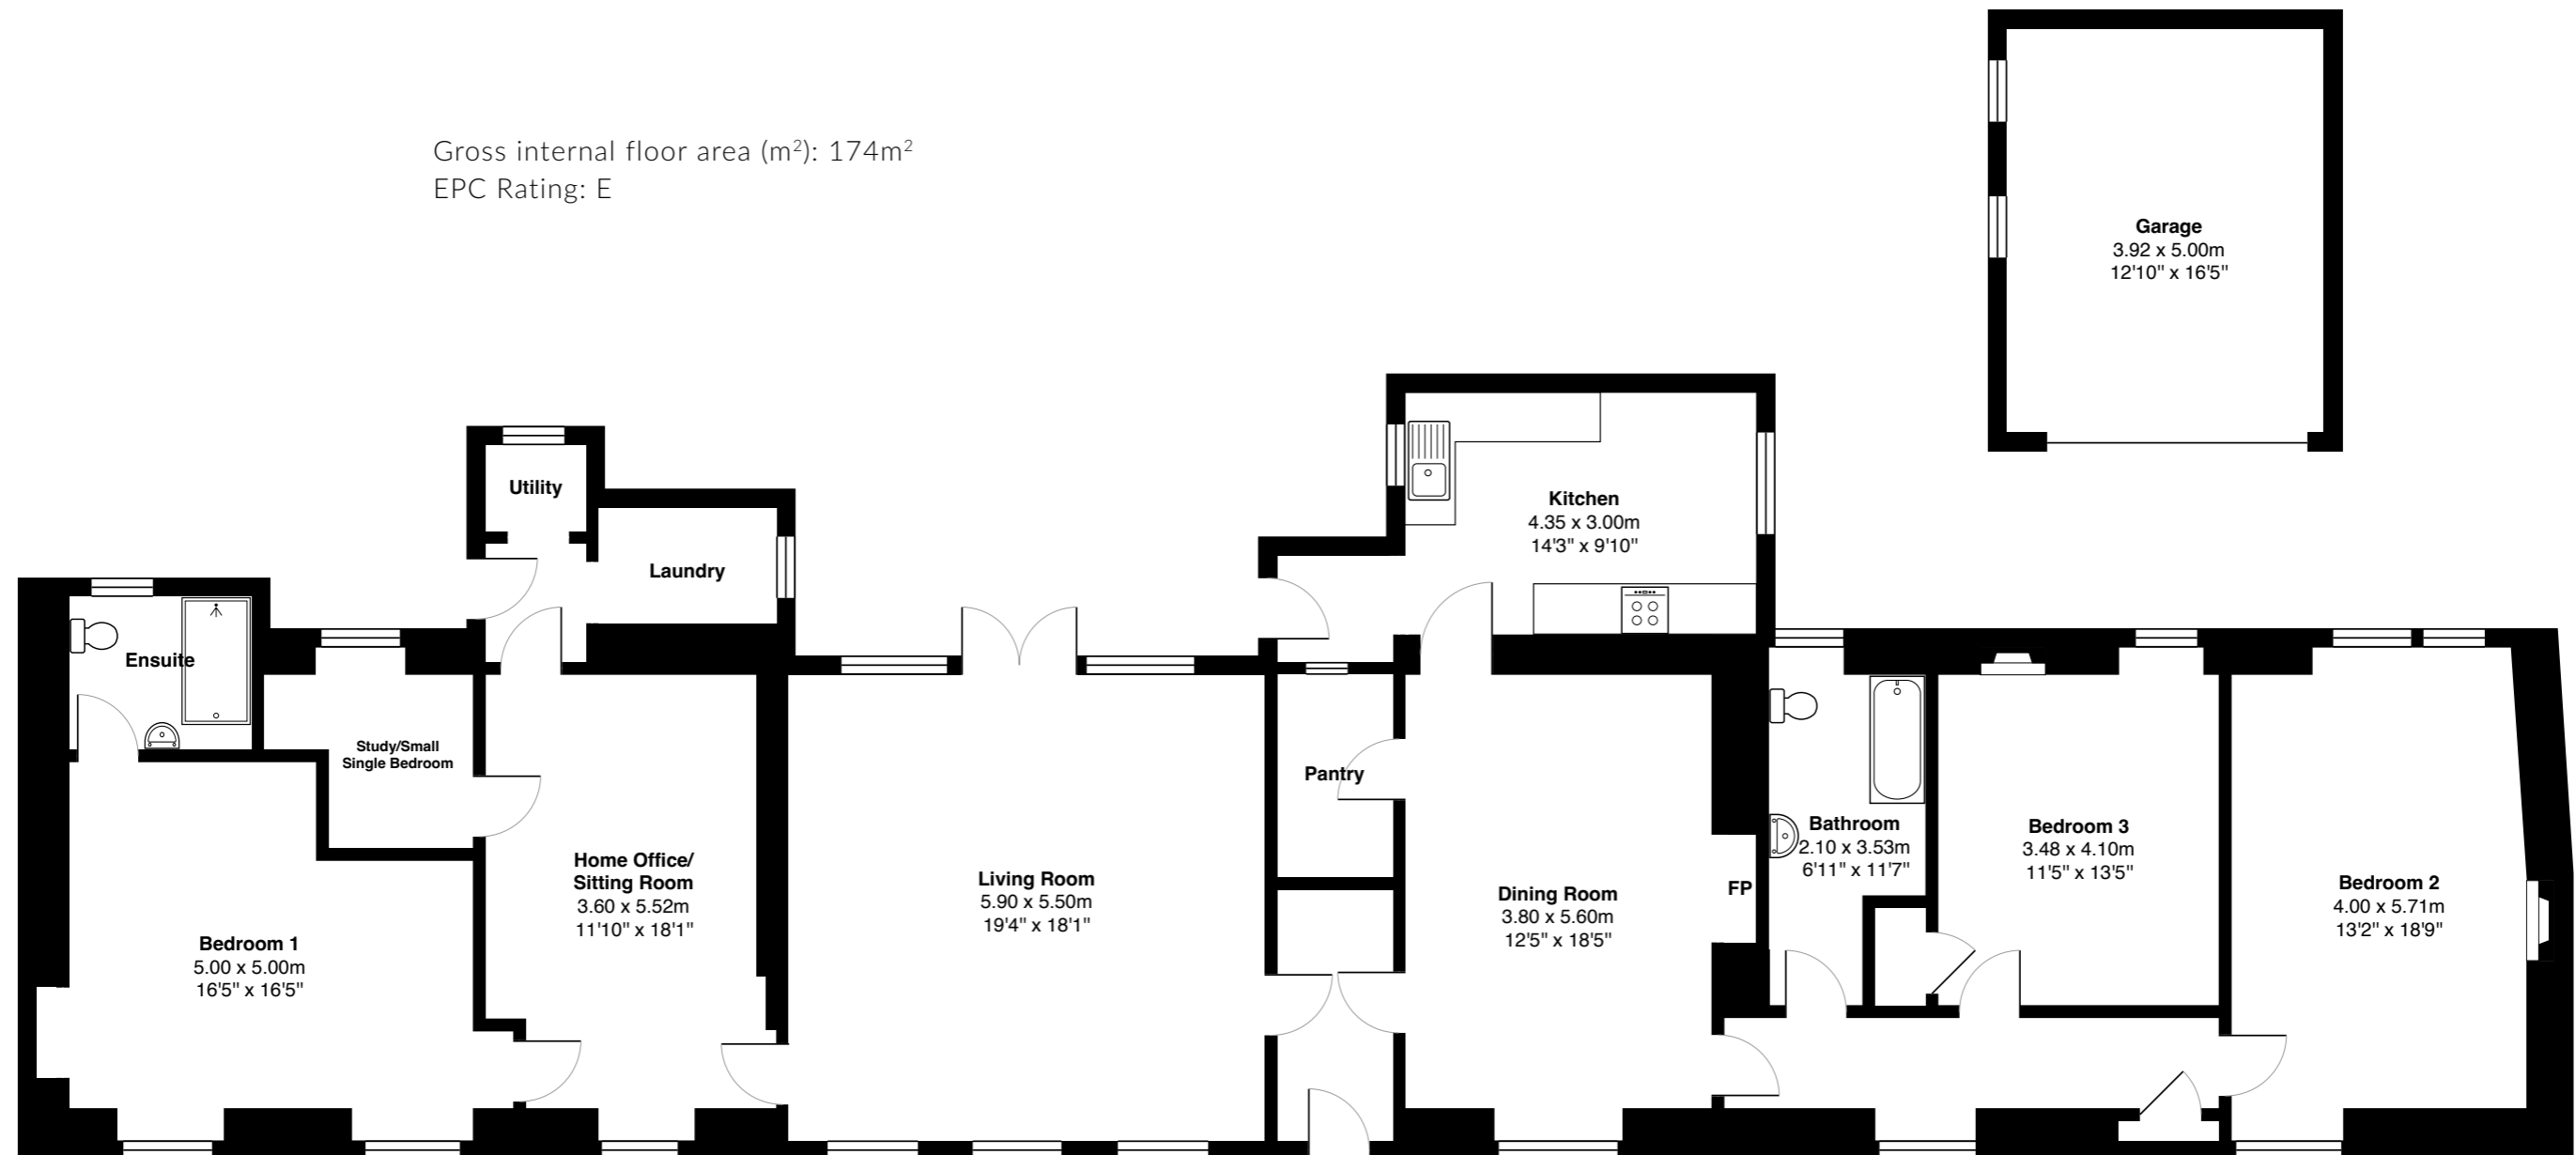 Gross internal floor area (m²): 174m²
EPC Rating: E
Garage
3.92 x 5.00m
12'10" x 16'5"
Utility
Laundry
Kitchen
4.35 x 3.00m
14'3" x 9'10"
Ensuite
Study/Small
Single Bedroom
Pantry
Home Office/
Sitting Room
3.60 x 5.52m
11'10" x 18'1"
Living Room
5.90 x 5.50m
19'4" x 18'1"
Dining Room
3.80 x 5.60m
12'5" x 18'5"
FP
Bathroom
2.10 x 3.53m
6'11" x 11'7"
Bedroom 3
3.48 x 4.10m
11'5" x 13'5"
Bedroom 2
4.00 x 5.71m
13'2" x 18'9"
Bedroom 1
5.00 x 5.00m
16'5" x 16'5"